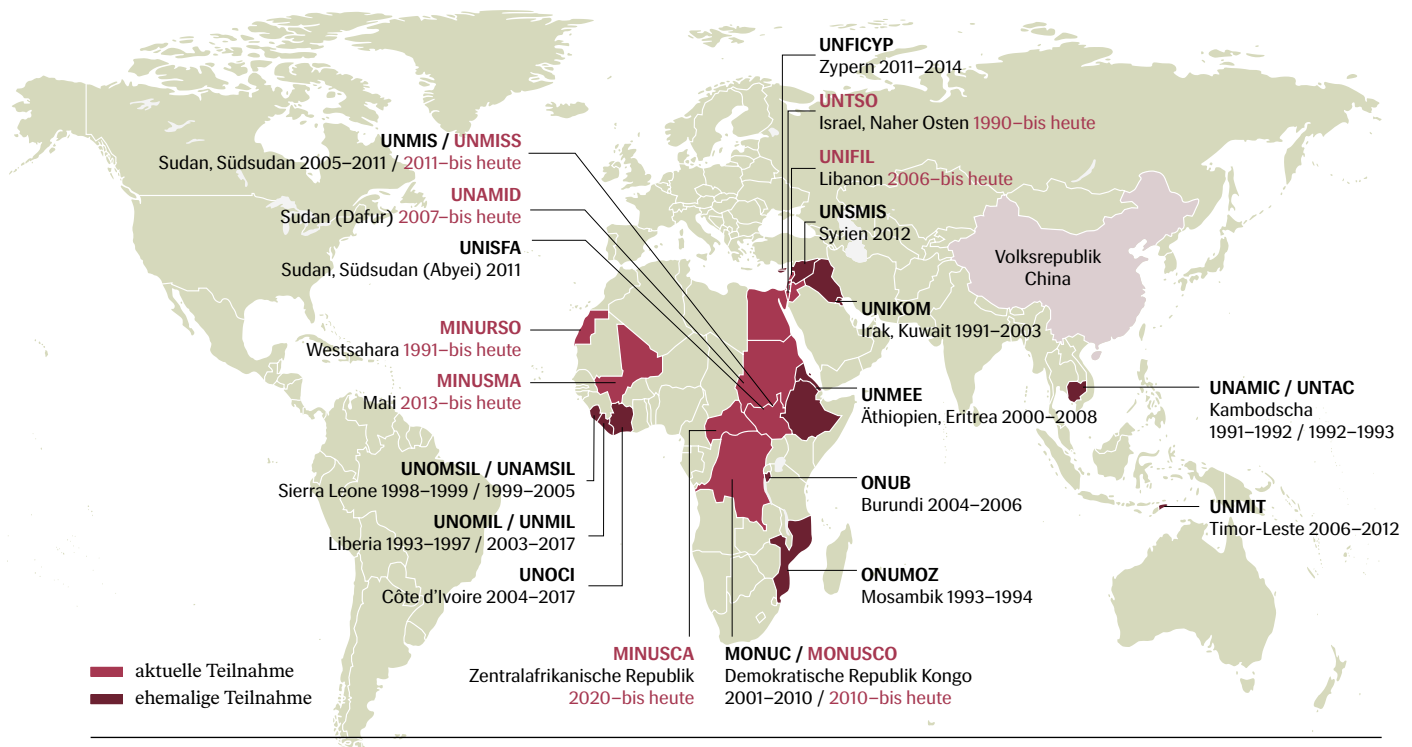 UNFICYP
Zypern 2011–2014
UNTSO
Israel, Naher Osten 1990–bis heute
UNIFIL
Libanon 2006–bis heute
UNSMIS
Syrien 2012
UNMIS / UNMISS
Sudan, Südsudan 2005–2011 / 2011–bis heute
UNAMID
Sudan (Dafur) 2007–bis heute
UNISFA
Sudan, Südsudan (Abyei) 2011
Volksrepublik
China
UNIKOM
Irak, Kuwait 1991–2003
MINURSO
Westsahara 1991–bis heute
MINUSMA
Mali 2013–bis heute
UNMEE
Äthiopien, Eritrea 2000–2008
UNAMIC / UNTAC
Kambodscha
1991–1992 / 1992–1993
UNOMSIL / UNAMSIL
Sierra Leone 1998–1999 / 1999–2005
ONUB
Burundi 2004–2006
UNMIT
Timor-Leste 2006–2012
UNOMIL / UNMIL
Liberia 1993–1997 / 2003–2017
UNOCI
Côte d'Ivoire 2004–2017
ONUMOZ
Mosambik 1993–1994
MINUSCA
Zentralafrikanische Republik
2020–bis heute
MONUC / MONUSCO
Demokratische Republik Kongo
2001–2010 / 2010–bis heute
aktuelle Teilnahme
ehemalige Teilnahme